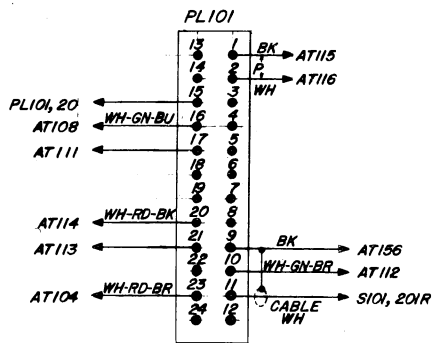 PL101
13 1 BK AT115
14 2 P AT116
WH
PL101, 20 15 3
AT108 WH-GN-BU 16 4
AT111 17 5
18 6
19 7
AT114 WH-RD-BK 20 8
AT113 21 9 BK AT156
22 10 WH-GN-BR AT112
AT104 WH-RD-BR 23 11 S101, 201R
24 12 CABLE
WH